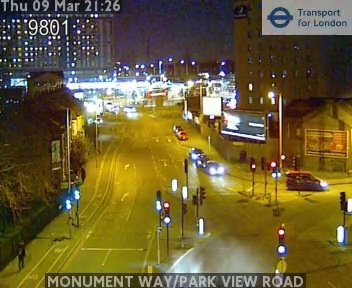 Thu 09 Mar 21:26
9801
Transport
for London
MONUMENT WAY/PARK VIEW ROAD